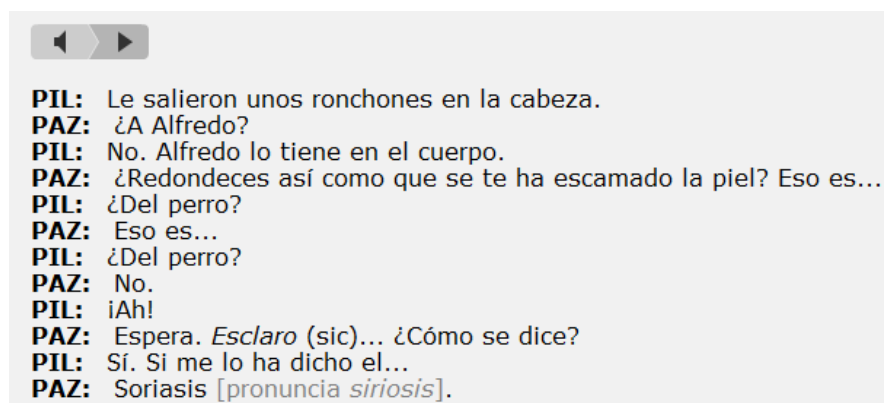 PIL: Le salieron unos ronchones en la cabeza.
PAZ: ¿A Alfredo?
PIL: No. Alfredo lo tiene en el cuerpo.
PAZ: ¿Redondeces así como que se te ha escamado la piel? Eso es...
PIL: ¿Del perro?
PAZ: Eso es...
PIL: ¿Del perro?
PAZ: No.
PIL: ¡Ah!
PAZ: Espera. Esclaro (sic)... ¿Cómo se dice?
PIL: Sí. Si me lo ha dicho el...
PAZ: Soriasis [pronuncia siriosis].